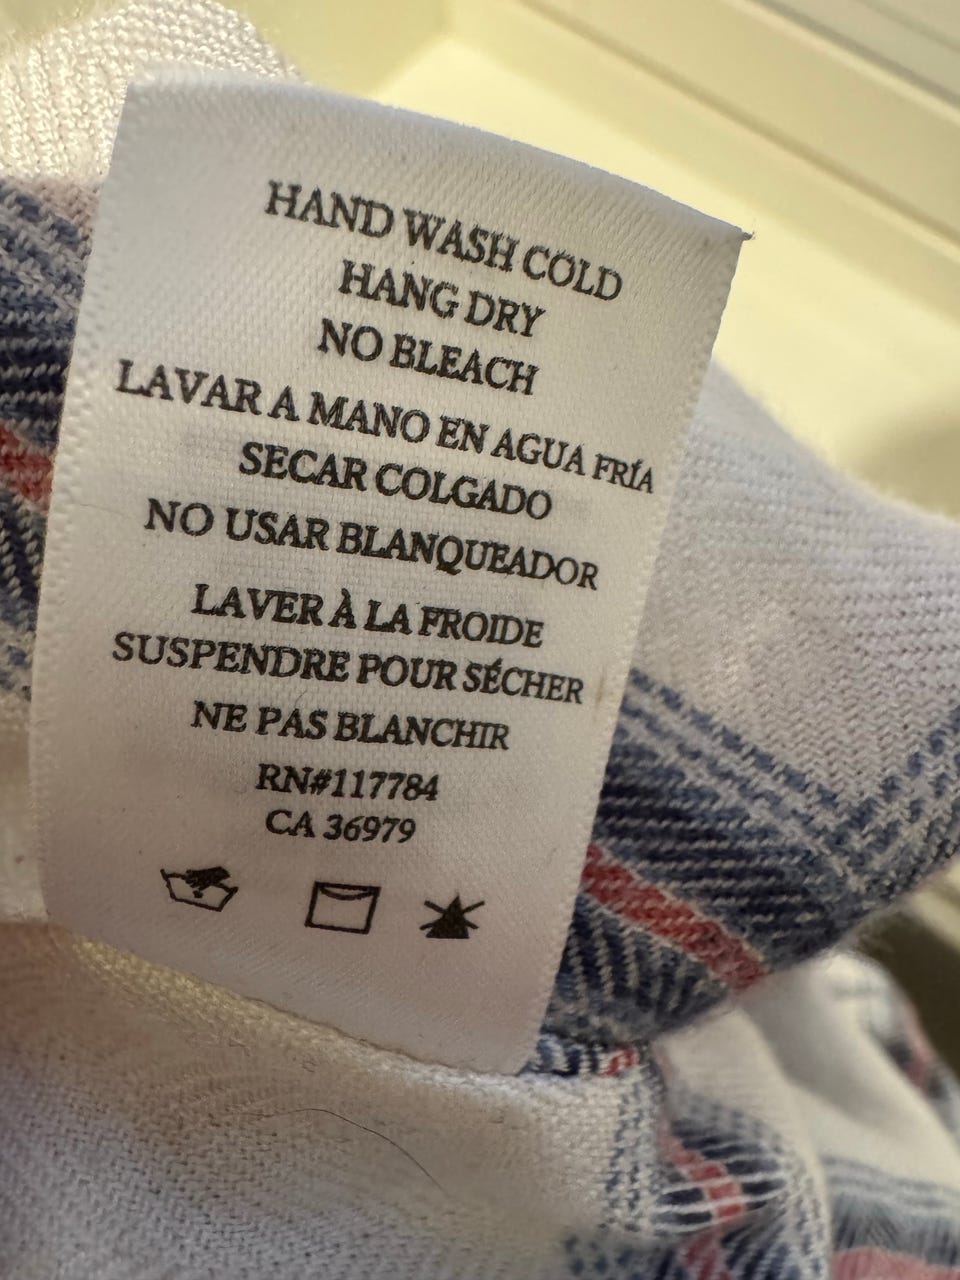 HAND WASH COLD
HANG DRY
NO BLEACH
LAVAR A MANO EN AGUA FRÍA
SECAR COLGADO
NO USAR BLANQUEADOR
LAVER À LA FROIDE
SUSPENDRE POUR SÉCHER
NE PAS BLANCHIR
RN#117784
CA 36979